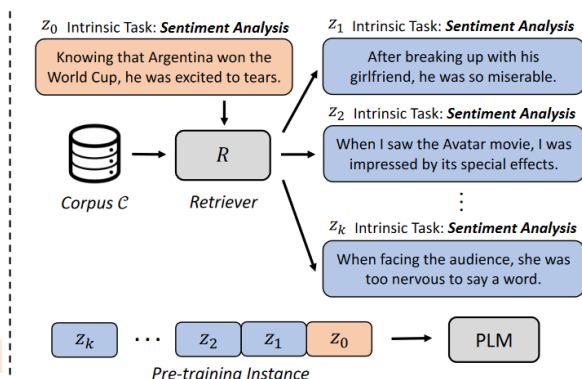 z0 Intrinsic Task: Sentiment Analysis
Knowing that Argentina won the
World Cup, he was excited to tears.
z1 Intrinsic Task: Sentiment Analysis
After breaking up with his
girlfriend, he was so miserable.
z2 Intrinsic Task: Sentiment Analysis
When I saw the Avatar movie, I was
impressed by its special effects.
⋮
zk Intrinsic Task: Sentiment Analysis
When facing the audience, she was
too nervous to say a word.
R
Corpus C
Retriever
zk ... z2 z1 z0
PLM
Pre-training Instance